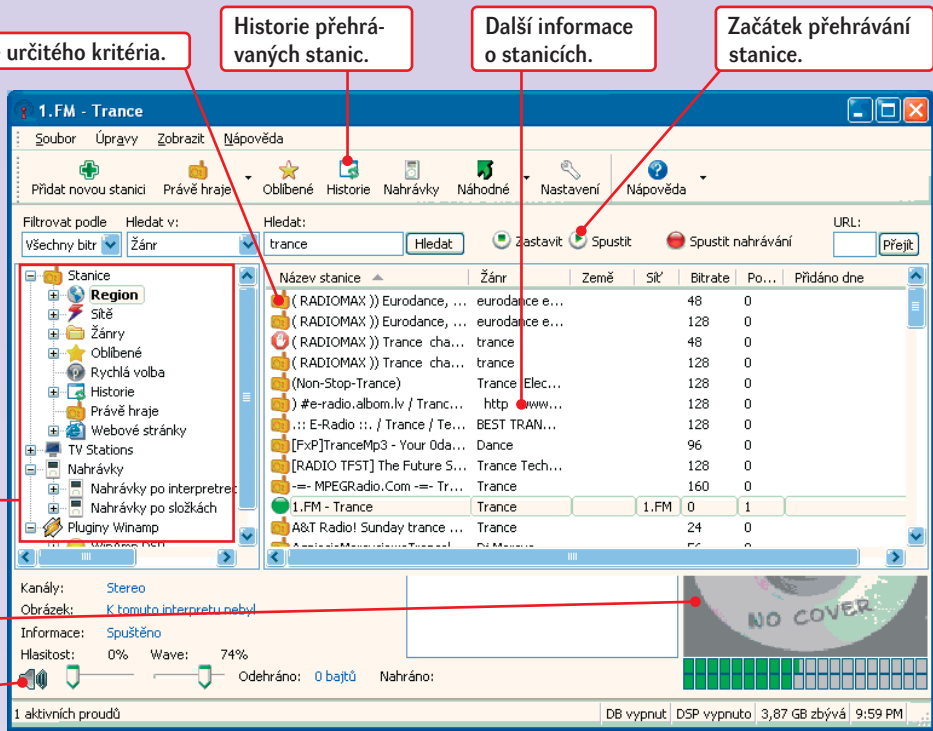 určitého kritéria.
Historie přehrá-
vaných stanic.
Další informace
o stanicích.
Začátek přehrávání
stanice.
1.FM - Trance
Soubor Úpravy Zobrazit Nápověda
Přidat novou stanici Právě hraje Oblíbené Historie Nahrávky Náhodné Nastavení Nápověda
Filtrovat podle Hledat v: Hledat: URL:
Všechny bitr Žánr trance Hledat Zastavit Spustit Spustit nahrávání Přejít
Stanice
Region
Sítě
Žánry
Oblíbené
Rychlá volba
Historie
Právě hraje
Webové stránky
TV Stations
Nahrávky
Nahrávky po interpretrec
Nahrávky po složkách
Pluginy Winamp
WinAmp DSP
Název stanice Žánr Země Síť Bitrate Po... Přidáno dne
( RADIOMAX )) Eurodance, ... eurodance e... 48 0
( RADIOMAX )) Eurodance, ... eurodance e... 128 0
( RADIOMAX )) Trance cha... trance 48 0
( RADIOMAX )) Trance cha... trance 128 0
(Non-Stop-Trance) Trance Elec... 128 0
) #e-radio.albom.lv / Tranc... http www... 128 0
.:: E-Radio ::. / Trance / Te... BEST TRAN... 128 0
[FxP]TranceMp3 - Your 0da... Dance 96 0
[RADIO TFST] The Future S... Trance Tech... 128 0
-=- MPEGRadio.Com -=- Tr... Trance 160 0
1.FM - Trance Trance 1.FM 0 1
A&T Radio! Sunday trance ... Trance 24 0
Kanály: Stereo
Obrázek: K tomuto interpretu nebyl
Informace: Spuštěno
Hlasitost: 0% Wave: 74%
Odehráno: 0 bajtů Nahráno:
NO COVER
1 aktivních proudů DB vypnut DSP vypnuto 3,87 GB zbývá 9:59 PM